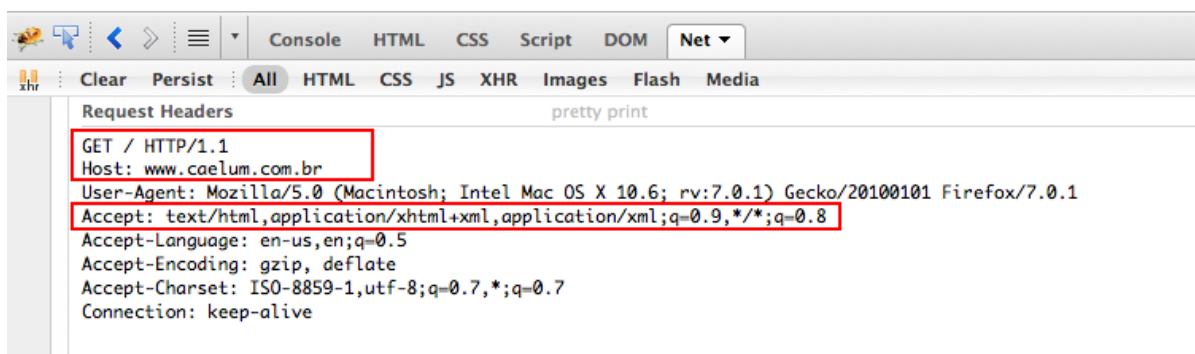 Console HTML CSS Script DOM Net
xhr Clear Persist All HTML CSS JS XHR Images Flash Media
Request Headers pretty print
GET / HTTP/1.1
Host: www.caelum.com.br
User-Agent: Mozilla/5.0 (Macintosh; Intel Mac OS X 10.6; rv:7.0.1) Gecko/20100101 Firefox/7.0.1
Accept: text/html,application/xhtml+xml,application/xml;q=0.9,*/*;q=0.8
Accept-Language: en-us,en;q=0.5
Accept-Encoding: gzip, deflate
Accept-Charset: ISO-8859-1,utf-8;q=0.7,*;q=0.7
Connection: keep-alive